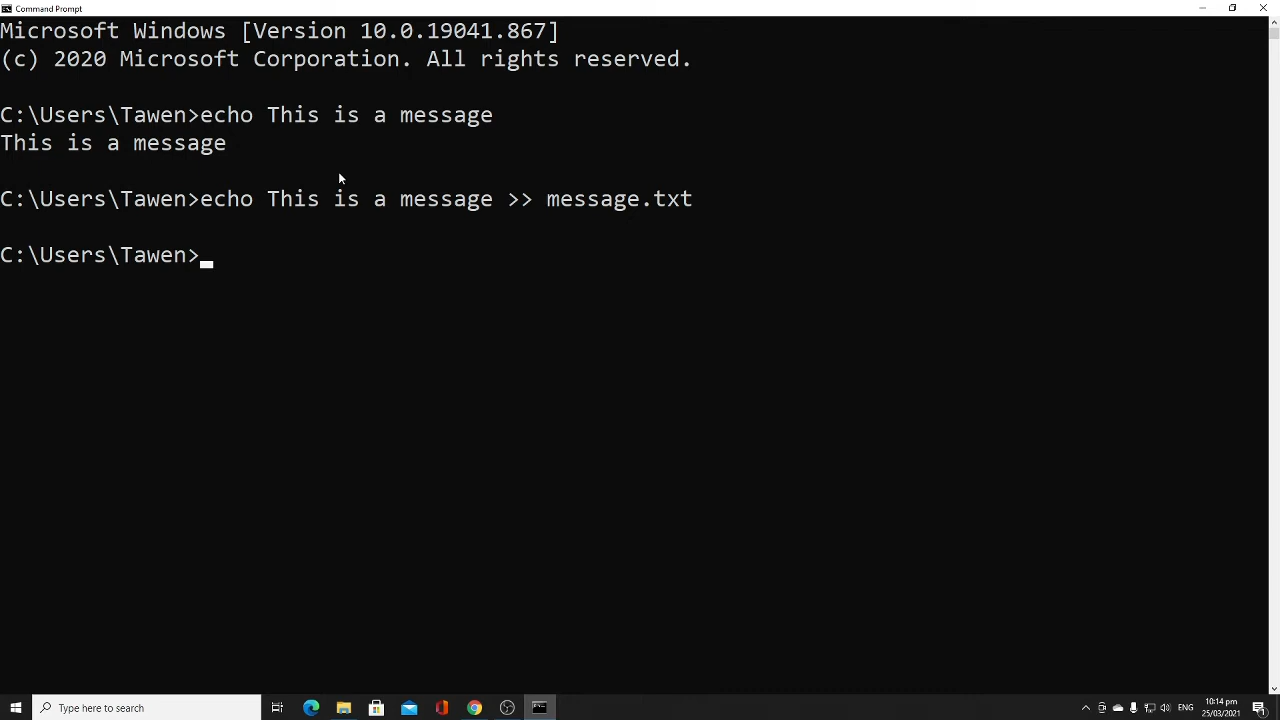 Command Prompt
Microsoft Windows [Version 10.0.19041.867]
(c) 2020 Microsoft Corporation. All rights reserved.
C:\Users\Tawen>echo This is a message
This is a message
C:\Users\Tawen>echo This is a message >> message.txt
C:\Users\Tawen>
Type here to search
ENG
10:14 pm
25/03/2021
1